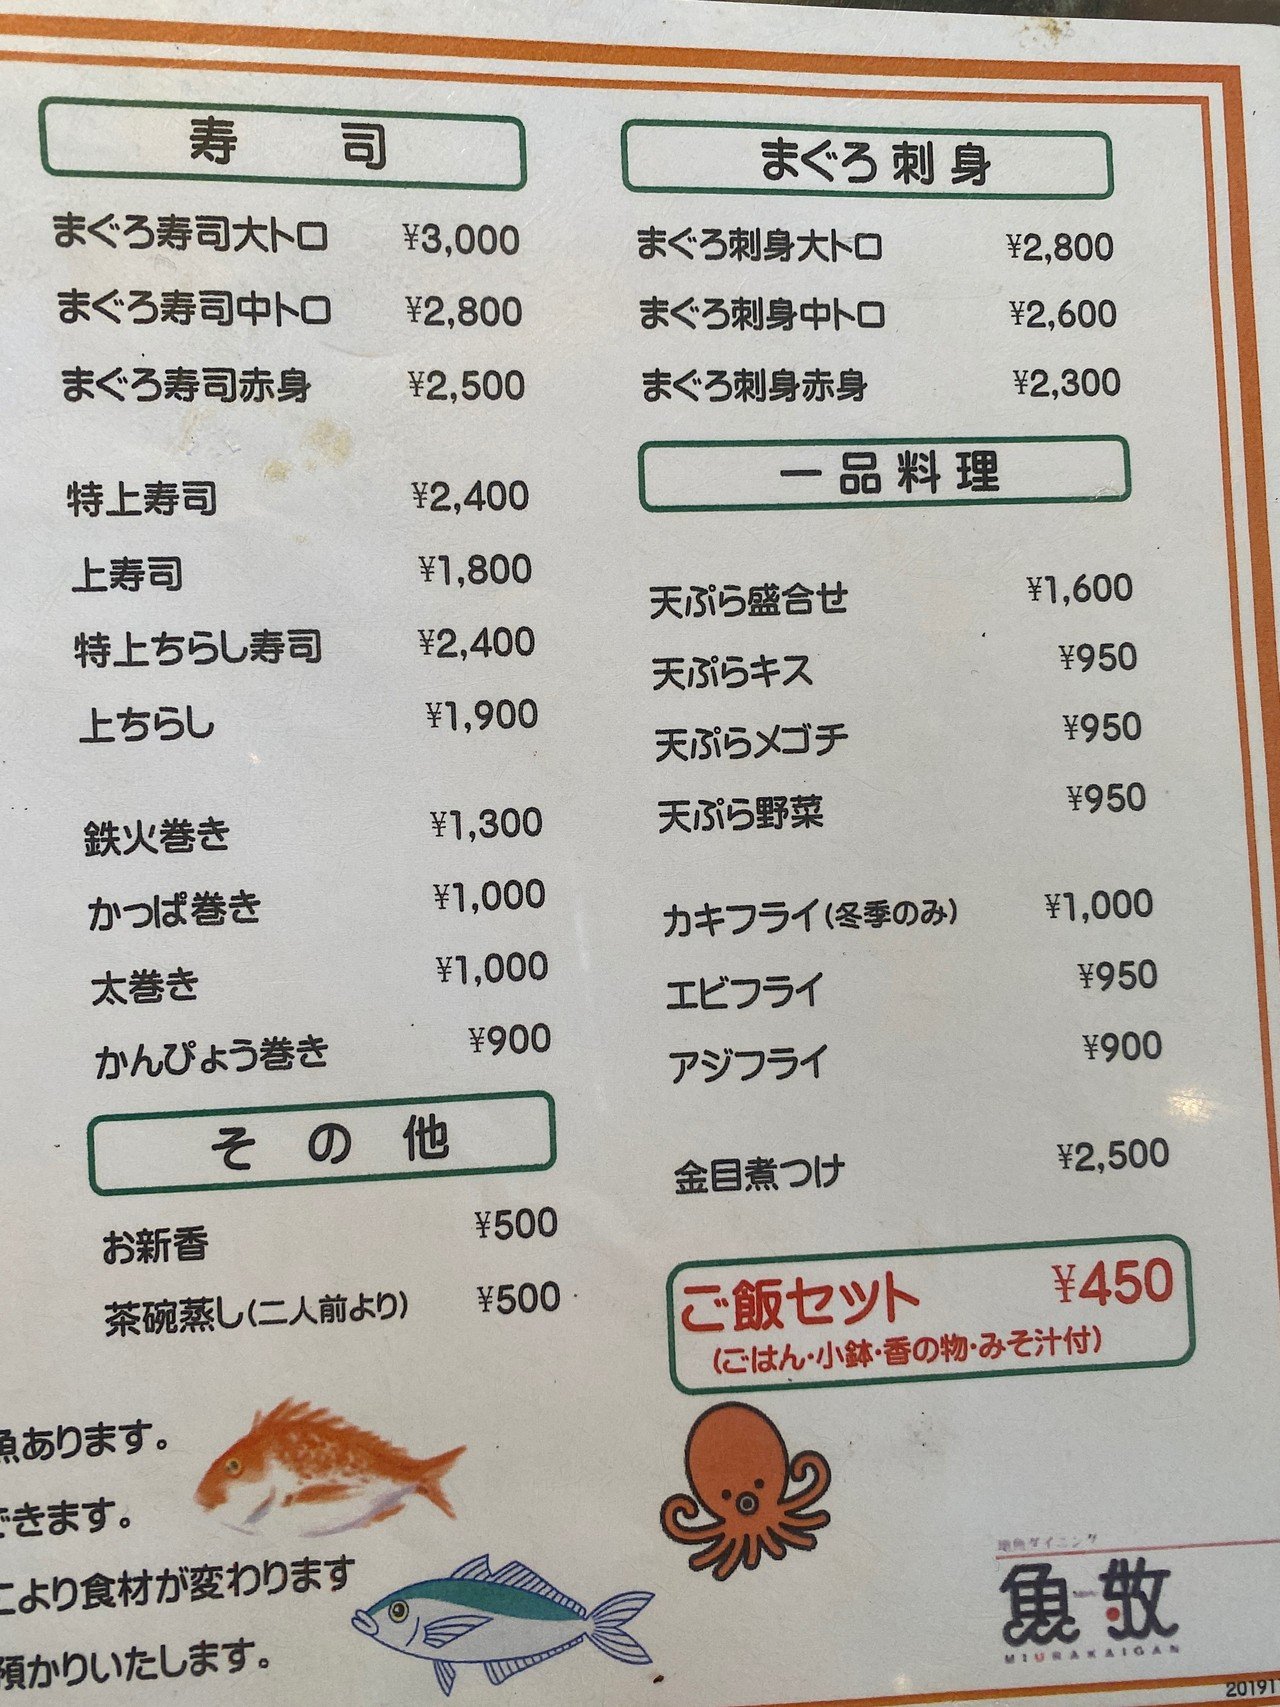 寿司
まぐろ寿司大トロ ¥3,000
まぐろ寿司中トロ ¥2,800
まぐろ寿司赤身 ¥2,500
特上寿司 ¥2,400
上寿司 ¥1,800
特上ちらし寿司 ¥2,400
上ちらし ¥1,900
鉄火巻き ¥1,300
かっぱ巻き ¥1,000
太巻き ¥1,000
かんぴょう巻き ¥900
その他
お新香 ¥500
茶碗蒸し(二人前より) ¥500
魚あります。
できます。
により食材が変わります
預かりいたします。
まぐろ刺身
まぐろ刺身大トロ ¥2,800
まぐろ刺身中トロ ¥2,600
まぐろ刺身赤身 ¥2,300
一品料理
天ぷら盛合せ ¥1,600
天ぷらキス ¥950
天ぷらメゴチ ¥950
天ぷら野菜 ¥950
カキフライ(冬季のみ) ¥1,000
エビフライ ¥950
アジフライ ¥900
金目煮つけ ¥2,500
ご飯セット ¥450
(ごはん・小鉢・香の物・みそ汁付)
地魚ダイニング
魚敬
MIURAKAIGAN
20191